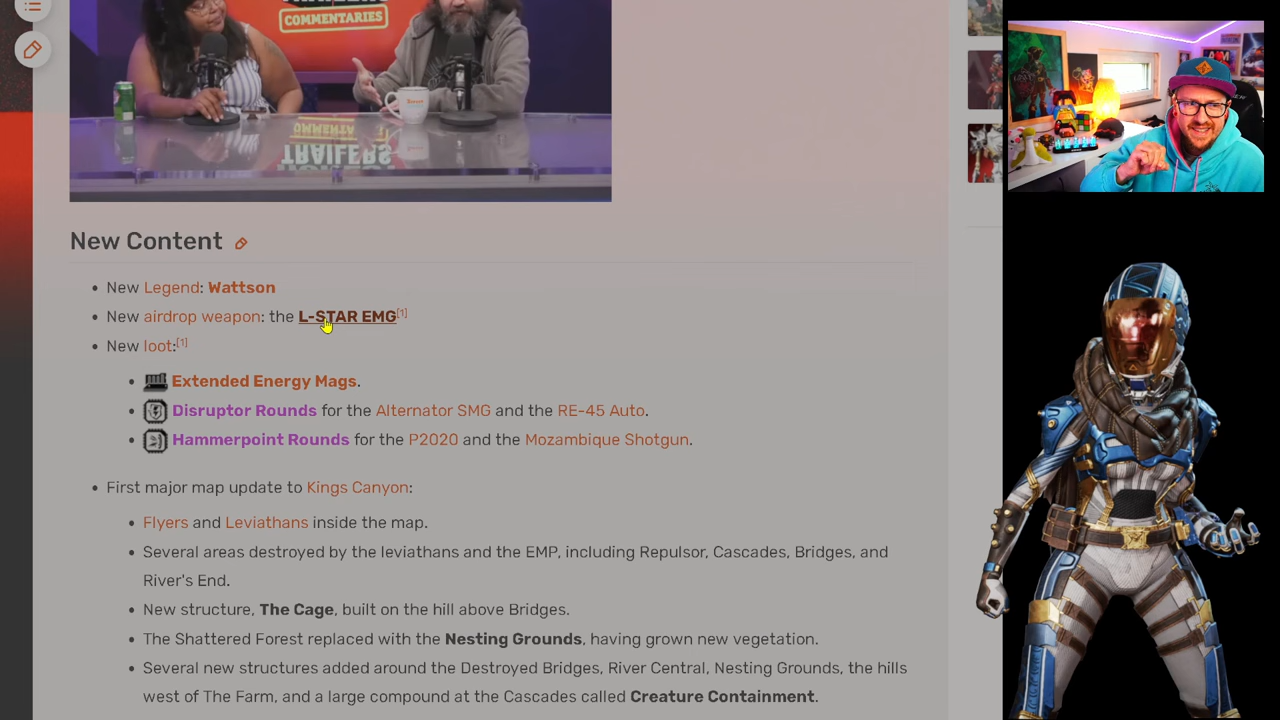 COMMENTARIES
TRAILERS
New Content
New Legend: Wattson
New airdrop weapon: the L-STAR EMG[1]
New loot:[1]
Extended Energy Mags.
Disruptor Rounds for the Alternator SMG and the RE-45 Auto.
Hammerpoint Rounds for the P2020 and the Mozambique Shotgun.
First major map update to Kings Canyon:
Flyers and Leviathans inside the map.
Several areas destroyed by the leviathans and the EMP, including Repulsor, Cascades, Bridges, and
River's End.
New structure, The Cage, built on the hill above Bridges.
The Shattered Forest replaced with the Nesting Grounds, having grown new vegetation.
Several new structures added around the Destroyed Bridges, River Central, Nesting Grounds, the hills
west of The Farm, and a large compound at the Cascades called Creature Containment.